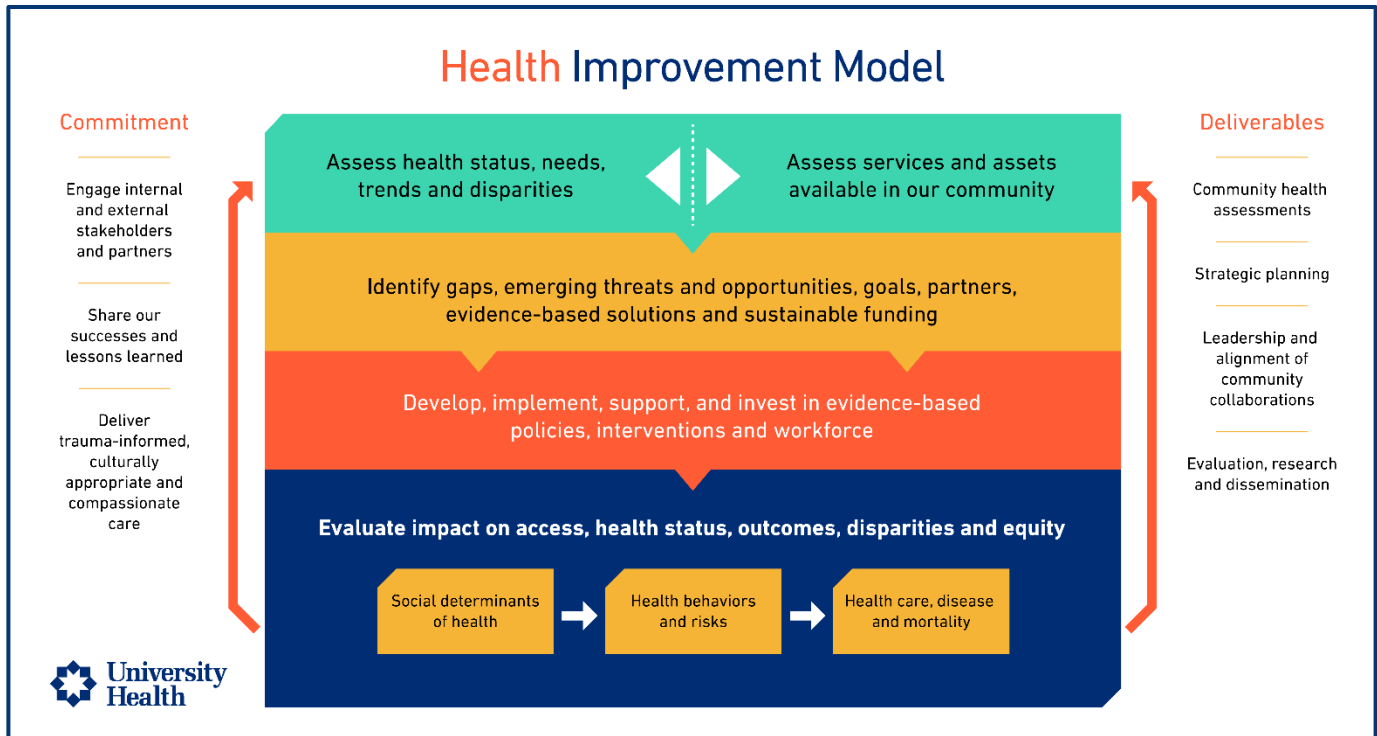 Health Improvement Model
Commitment
Engage internal
and external
stakeholders
and partners
Share our
successes and
lessons learned
Deliver
trauma-informed,
culturally
appropriate and
compassionate
care
Assess health status, needs,
trends and disparities
Assess services and assets
available in our community
Identify gaps, emerging threats and opportunities, goals, partners,
evidence-based solutions and sustainable funding
Develop, implement, support, and invest in evidence-based
policies, interventions and workforce
Evaluate impact on access, health status, outcomes, disparities and equity
Social determinants
of health
Health behaviors
and risks
Health care, disease
and mortality
Deliverables
Community health
assessments
Strategic planning
Leadership and
alignment of
community
collaborations
Evaluation, research
and dissemination
University
Health